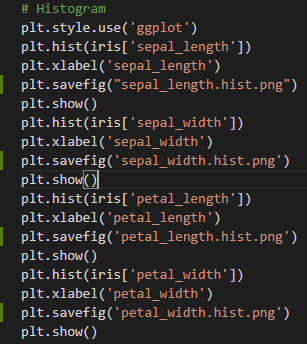 # Histogram
plt.style.use('ggplot')
plt.hist(iris['sepal_length'])
plt.xlabel('sepal_length')
plt.savefig("sepal_length.hist.png")
plt.show()
plt.hist(iris['sepal_width'])
plt.xlabel('sepal_width')
plt.savefig('sepal_width.hist.png')
plt.show()
plt.hist(iris['petal_length'])
plt.xlabel('petal_length')
plt.savefig('petal_length.hist.png')
plt.show()
plt.hist(iris['petal_width'])
plt.xlabel('petal_width')
plt.savefig('petal_width.hist.png')
plt.show()